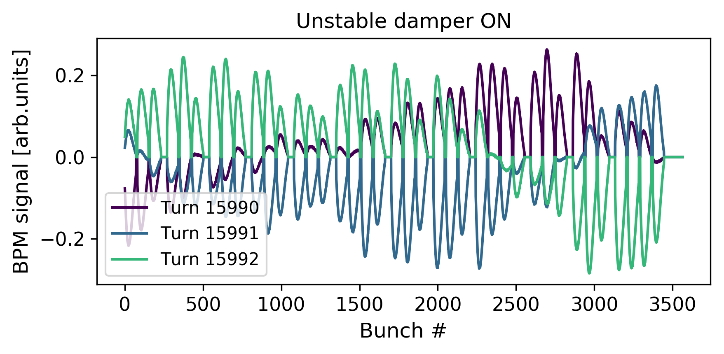 Unstable damper ON
BPM signal [arb.units]
0.2
0.0
−0.2
Turn 15990
Turn 15991
Turn 15992
0 500 1000 1500 2000 2500 3000 3500
Bunch #